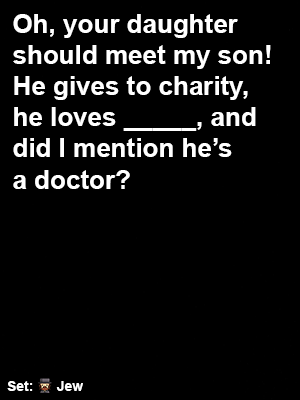 Oh, your daughter
should meet my son!
He gives to charity,
he loves _____, and
did I mention he’s
a doctor?
Set: Jew